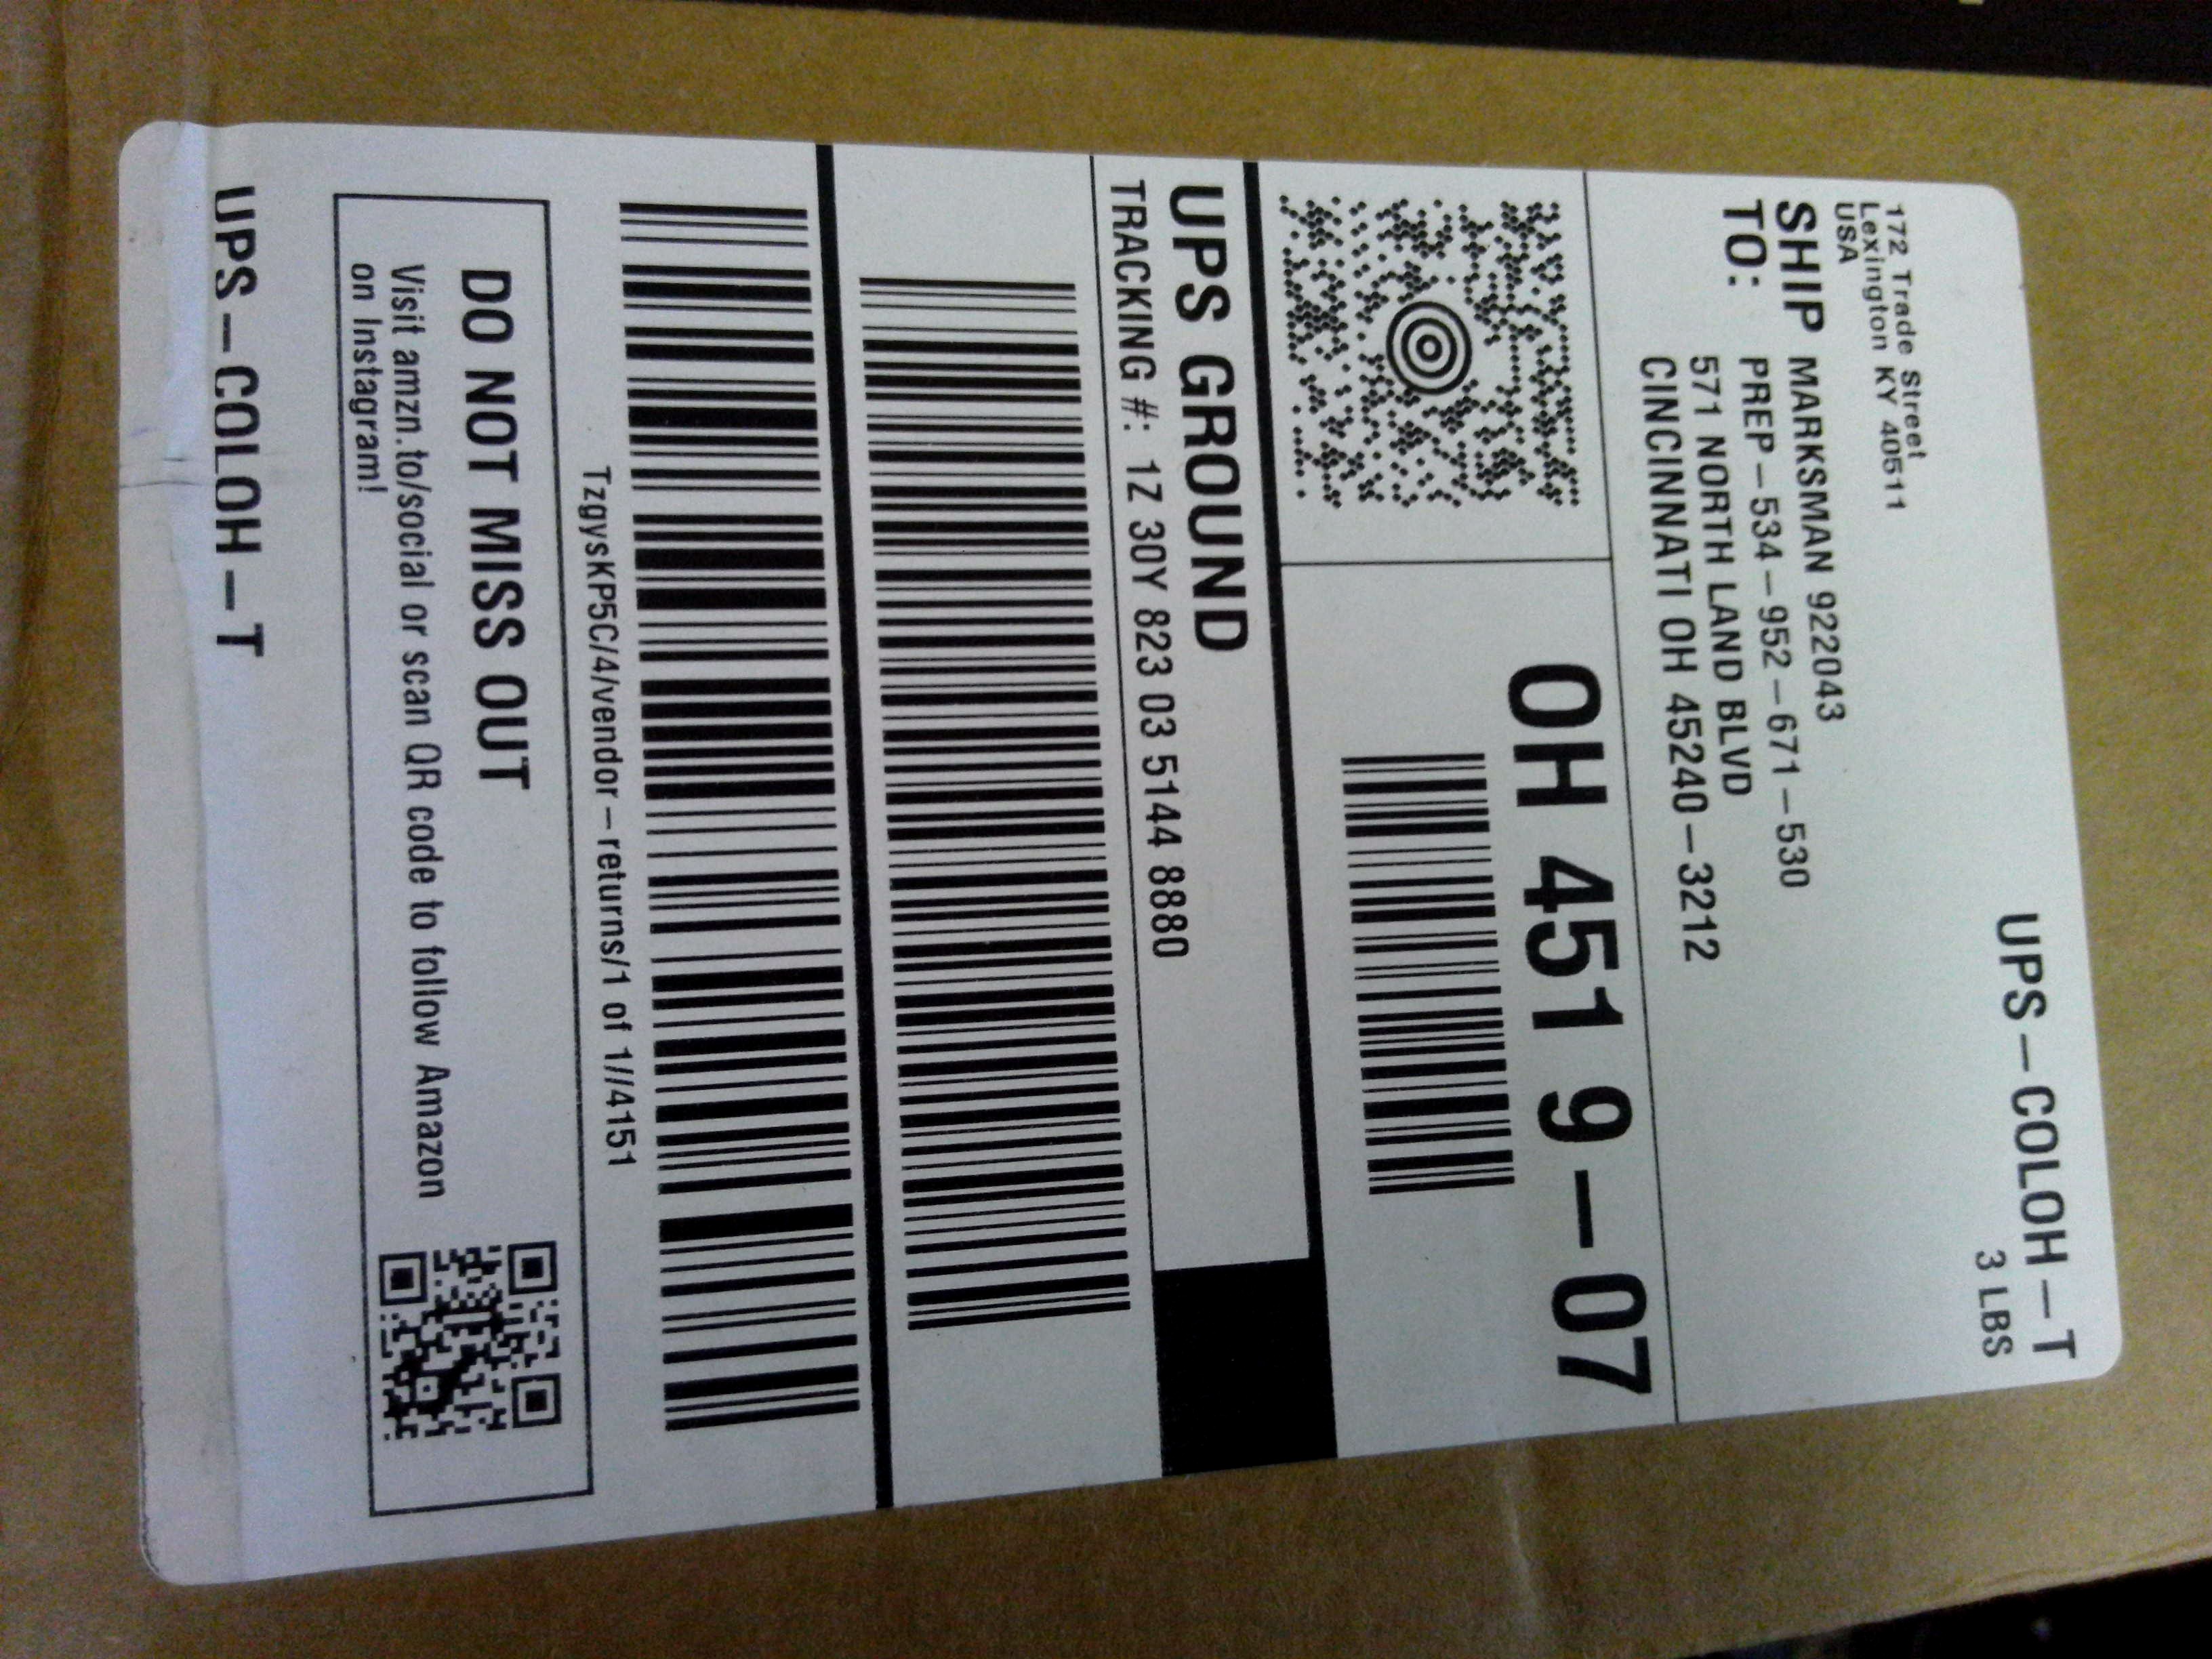 UPS-COLOH-T
3 LBS
172 Trade Street
Lexington KY 40511
USA
SHIP
TO:
MARKSMAN 922043
PREP-534-952-671-530
571 NORTH LAND BLVD
CINCINNATI OH 45240-3212
OH 451 9-07
UPS GROUND
TRACKING #: 1Z 30Y 823 03 5144 8880
TzgysKP5C/4/vendor-returns/1 of 1//4151
DO NOT MISS OUT
Visit amzn.to/social or scan QR code to follow Amazon
on Instagram!
UPS-COLOH-T